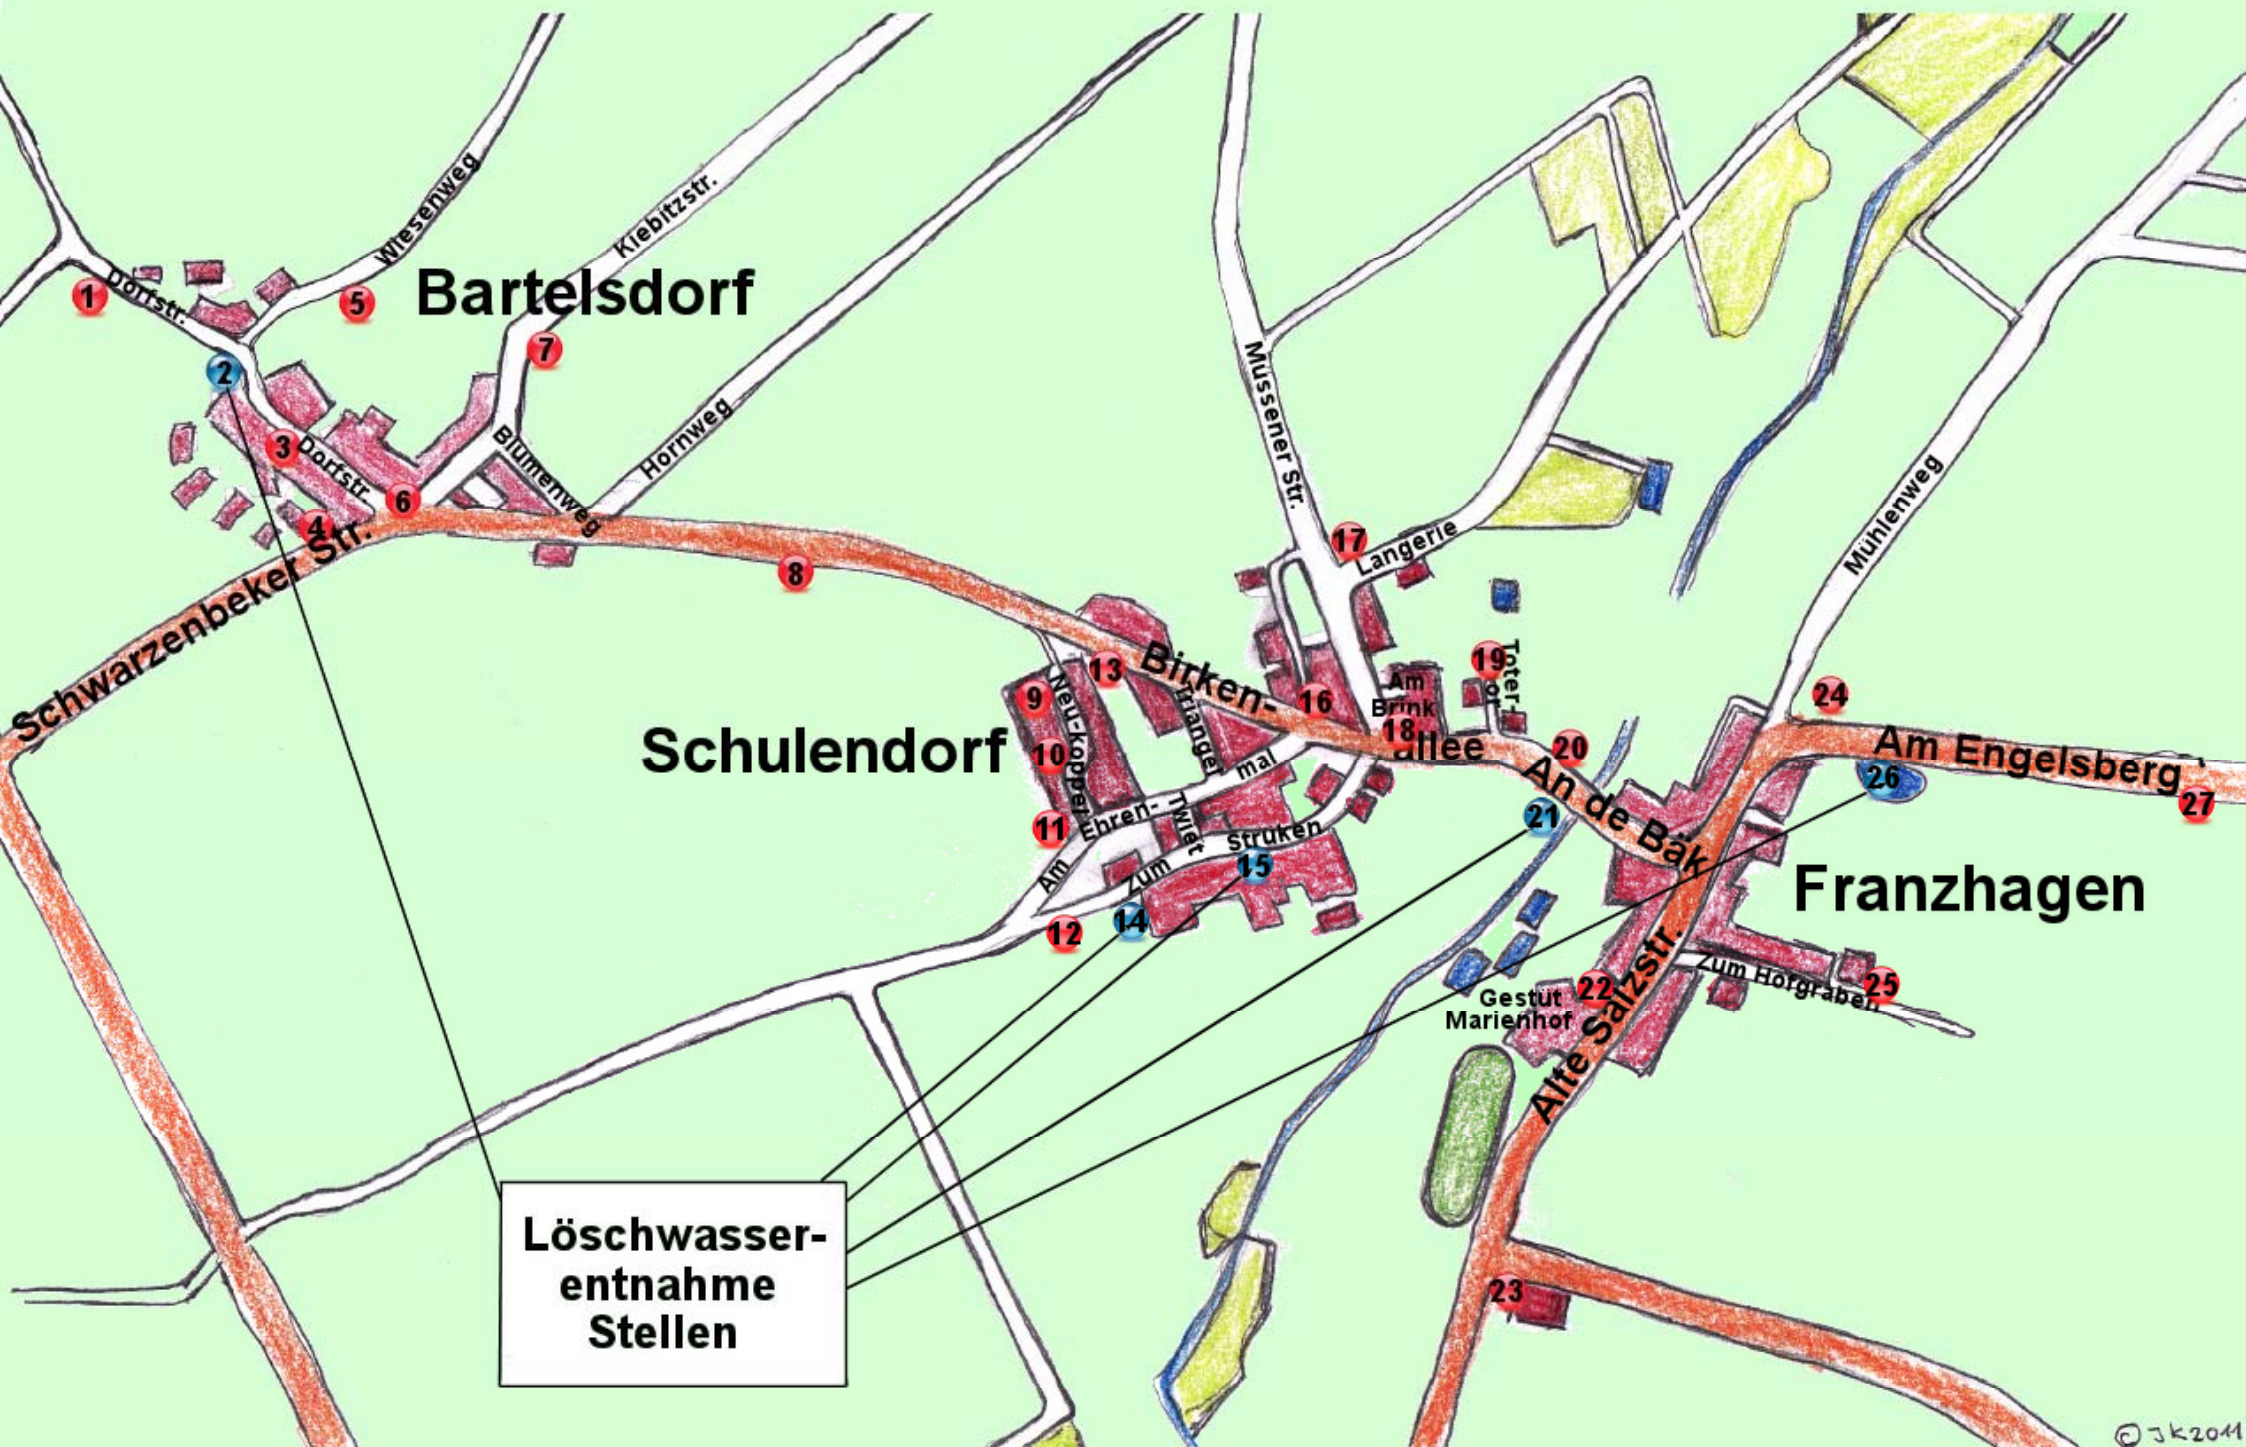 Wiesenweg
Kiebitzstr.
Bartelsdorf
1
Dorfstr.
5
2
7
Mussener Str.
Hornweg
3
Dorfstr.
Blumenweg
6
4
Schwarzenbeker Str.
8
17
Langerie
Mühlenweg
13
Birken-
allee
9
Neu-koppel
Trianger
16
Am
Brink
18
19
Toter-
20
24
Am Engelsberg
26
27
Schulendorf
10
11
Am
Ehren-
mal
Twiet
Zum
Struken
15
14
12
An de Bäk
21
Franzhagen
22
Gestüt
Marienhof
Alte Salzstr.
Zum Hofgraben
25
23
Löschwasser-
entnahme
Stellen
© JK2011